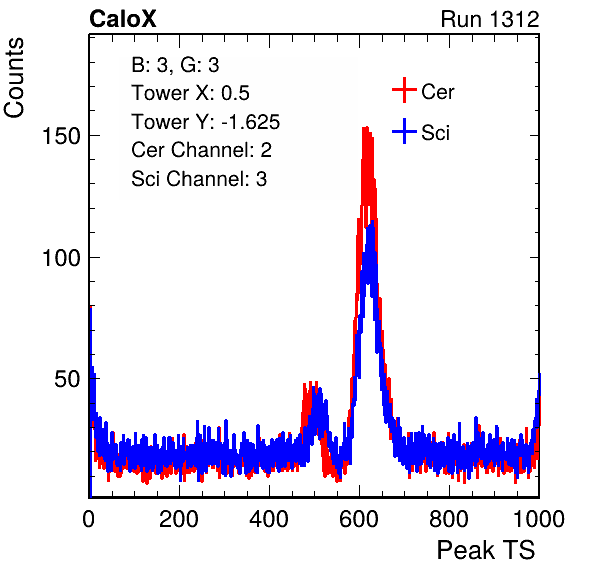 CaloX Run 1312
Counts
B: 3, G: 3
Tower X: 0.5
Tower Y: -1.625
Cer Channel: 2
Sci Channel: 3
Cer
Sci
150
100
50
0 200 400 600 800 1000
Peak TS